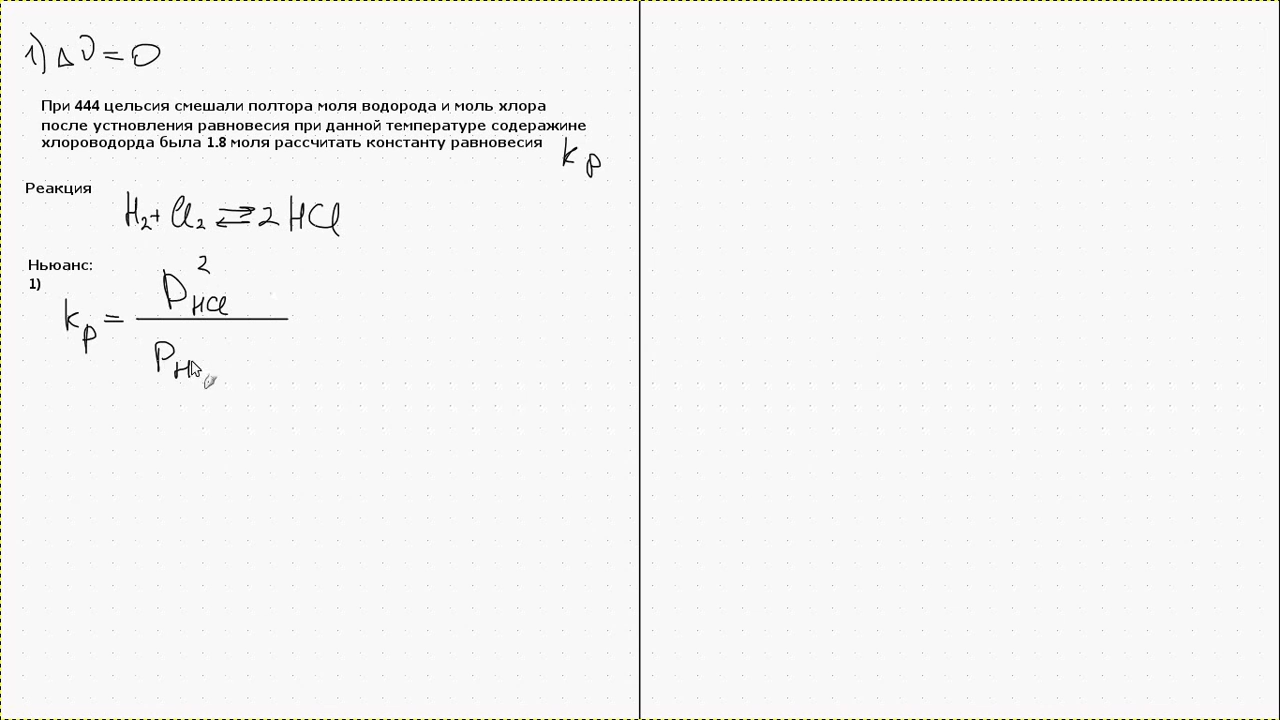 1) Δν = 0
При 444 цельсия смешали полтора моля водорода и моль хлора
после устновления равновесия при данной температуре содеражине
хлороводорда была 1.8 моля рассчитать константу равновесия Kp
Реакция
H₂ + Cl₂ ⇄ 2 HCl
Ньюанс:
1)
Kp = P²HCl
PH